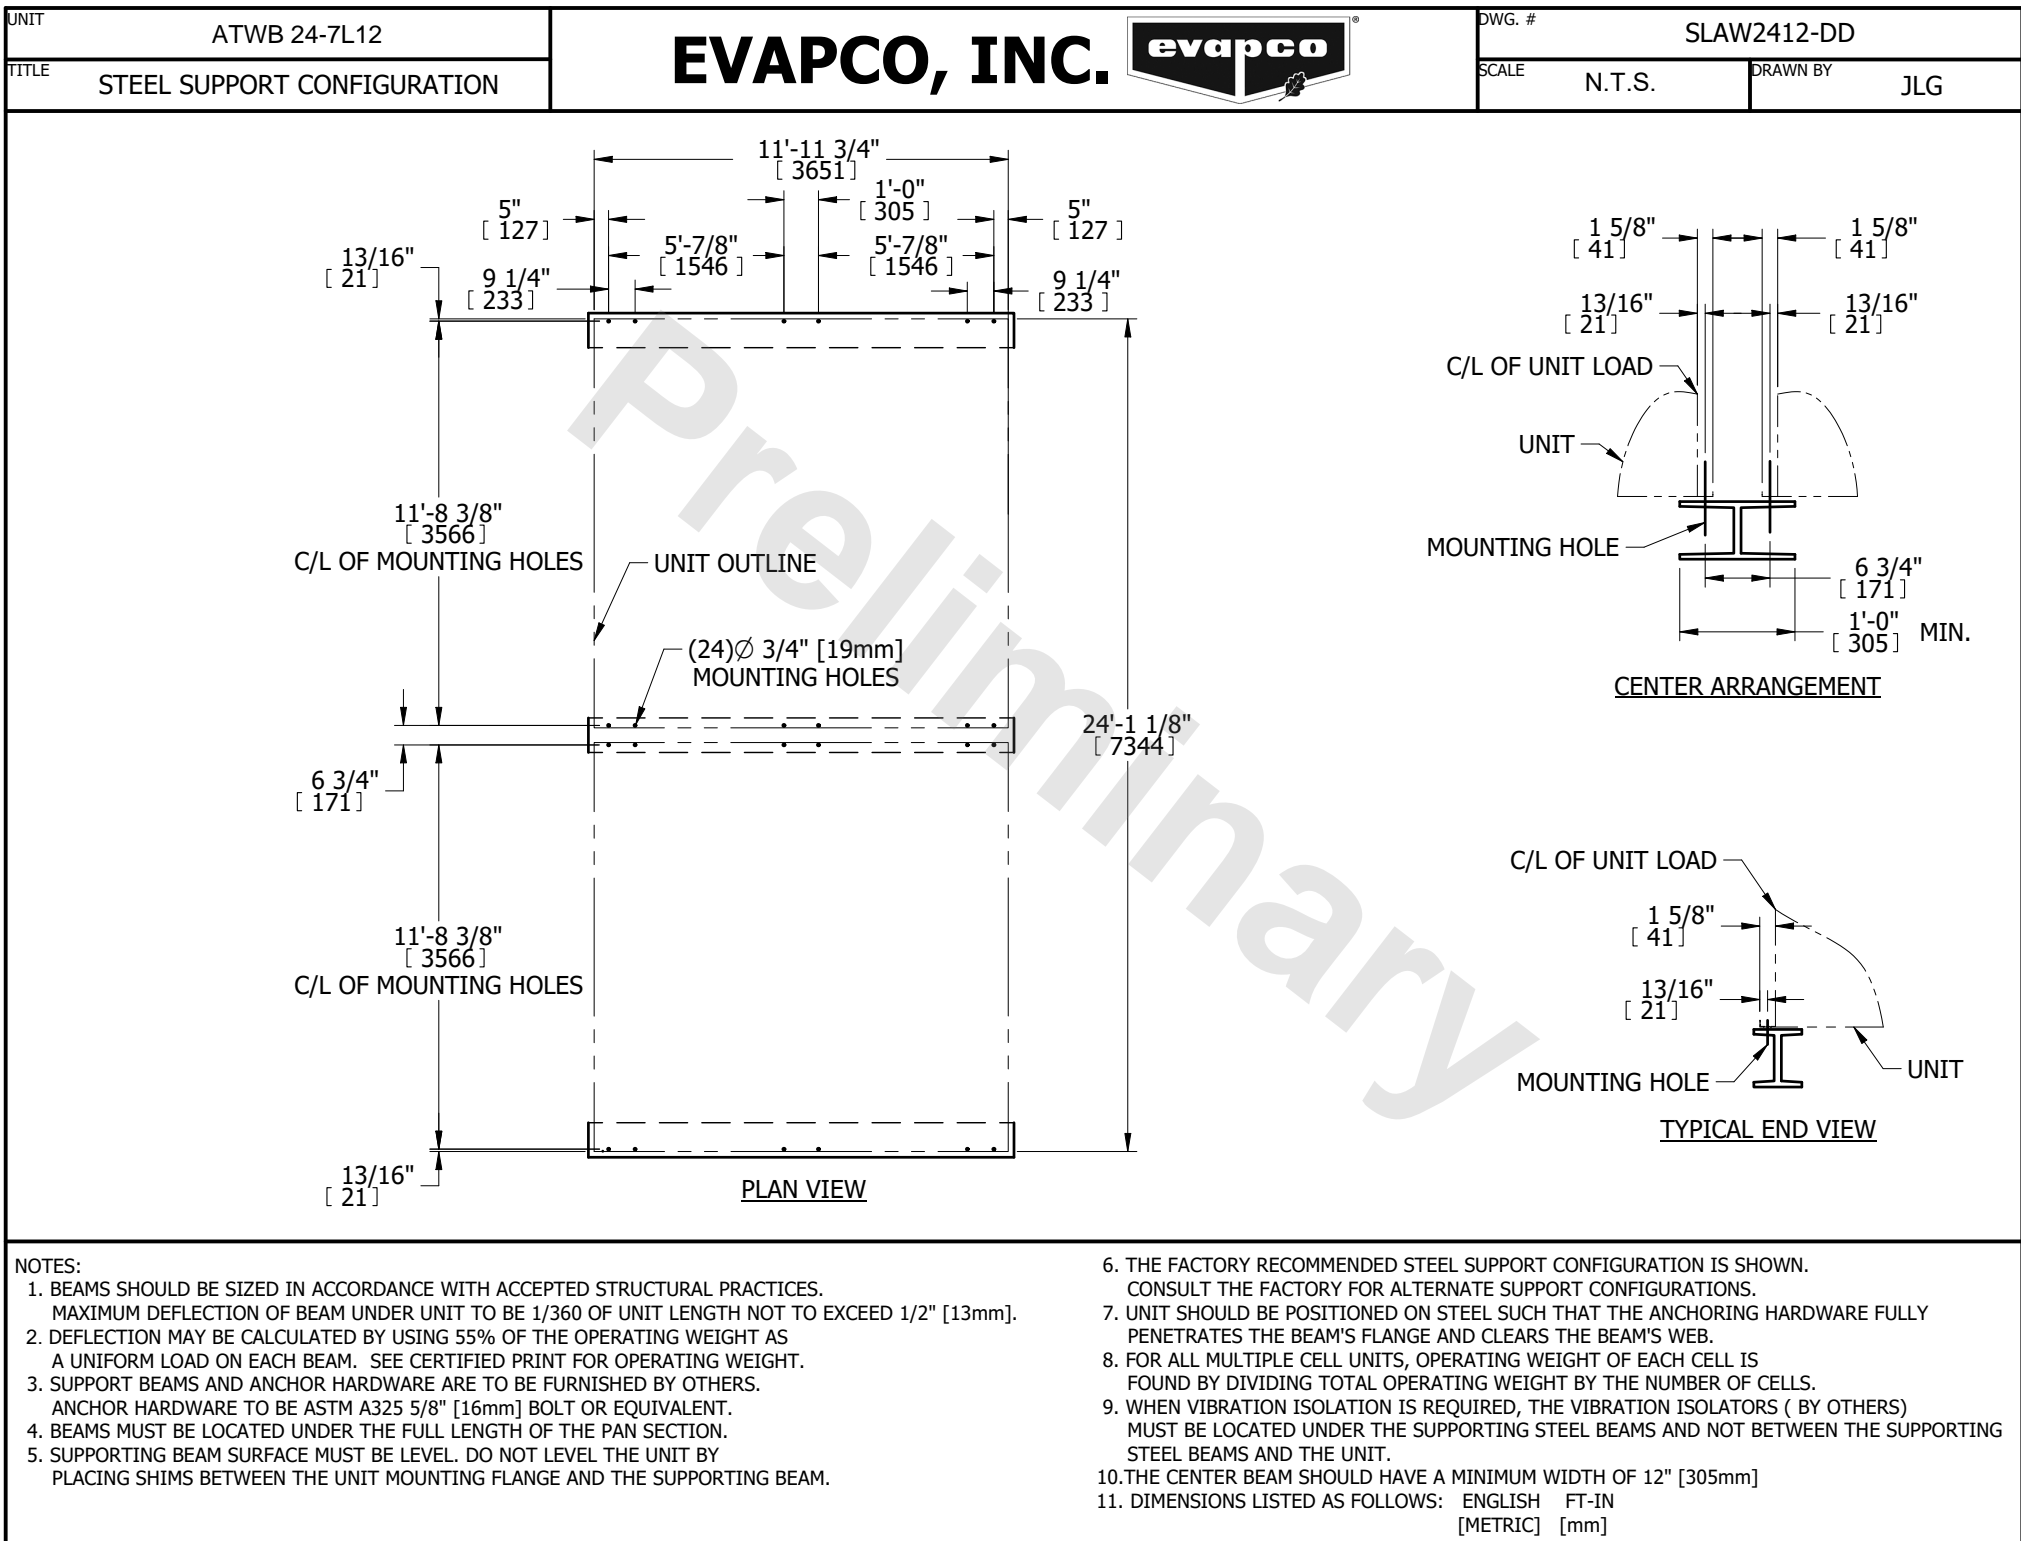 UNIT
ATWB 24-7L12
TITLE
STEEL SUPPORT CONFIGURATION
EVAPCO, INC.
evapco
®
DWG. #
SLAW2412-DD
SCALE
N.T.S.
DRAWN BY
JLG
11'-11 3/4"
[ 3651 ]
1'-0"
[ 305 ]
5"
[ 127 ]
5"
[ 127 ]
5'-7/8"
[ 1546 ]
5'-7/8"
[ 1546 ]
13/16"
[ 21 ]
9 1/4"
[ 233 ]
9 1/4"
[ 233 ]
11'-8 3/8"
[ 3566 ]
C/L OF MOUNTING HOLES
UNIT OUTLINE
(24)∅ 3/4" [19mm]
MOUNTING HOLES
24'-1 1/8"
[ 7344 ]
6 3/4"
[ 171 ]
11'-8 3/8"
[ 3566 ]
C/L OF MOUNTING HOLES
13/16"
[ 21 ]
PLAN VIEW
Preliminary
1 5/8"
[ 41 ]
1 5/8"
[ 41 ]
13/16"
[ 21 ]
13/16"
[ 21 ]
C/L OF UNIT LOAD
UNIT
MOUNTING HOLE
6 3/4"
[ 171 ]
1'-0"
[ 305 ] MIN.
CENTER ARRANGEMENT
C/L OF UNIT LOAD
1 5/8"
[ 41 ]
13/16"
[ 21 ]
MOUNTING HOLE
UNIT
TYPICAL END VIEW
NOTES:
1. BEAMS SHOULD BE SIZED IN ACCORDANCE WITH ACCEPTED STRUCTURAL PRACTICES.
MAXIMUM DEFLECTION OF BEAM UNDER UNIT TO BE 1/360 OF UNIT LENGTH NOT TO EXCEED 1/2" [13mm].
2. DEFLECTION MAY BE CALCULATED BY USING 55% OF THE OPERATING WEIGHT AS
A UNIFORM LOAD ON EACH BEAM. SEE CERTIFIED PRINT FOR OPERATING WEIGHT.
3. SUPPORT BEAMS AND ANCHOR HARDWARE ARE TO BE FURNISHED BY OTHERS.
ANCHOR HARDWARE TO BE ASTM A325 5/8" [16mm] BOLT OR EQUIVALENT.
4. BEAMS MUST BE LOCATED UNDER THE FULL LENGTH OF THE PAN SECTION.
5. SUPPORTING BEAM SURFACE MUST BE LEVEL. DO NOT LEVEL THE UNIT BY
PLACING SHIMS BETWEEN THE UNIT MOUNTING FLANGE AND THE SUPPORTING BEAM.
6. THE FACTORY RECOMMENDED STEEL SUPPORT CONFIGURATION IS SHOWN.
CONSULT THE FACTORY FOR ALTERNATE SUPPORT CONFIGURATIONS.
7. UNIT SHOULD BE POSITIONED ON STEEL SUCH THAT THE ANCHORING HARDWARE FULLY
PENETRATES THE BEAM'S FLANGE AND CLEARS THE BEAM'S WEB.
8. FOR ALL MULTIPLE CELL UNITS, OPERATING WEIGHT OF EACH CELL IS
FOUND BY DIVIDING TOTAL OPERATING WEIGHT BY THE NUMBER OF CELLS.
9. WHEN VIBRATION ISOLATION IS REQUIRED, THE VIBRATION ISOLATORS ( BY OTHERS)
MUST BE LOCATED UNDER THE SUPPORTING STEEL BEAMS AND NOT BETWEEN THE SUPPORTING
STEEL BEAMS AND THE UNIT.
10.THE CENTER BEAM SHOULD HAVE A MINIMUM WIDTH OF 12" [305mm]
11. DIMENSIONS LISTED AS FOLLOWS: ENGLISH FT-IN
[METRIC] [mm]